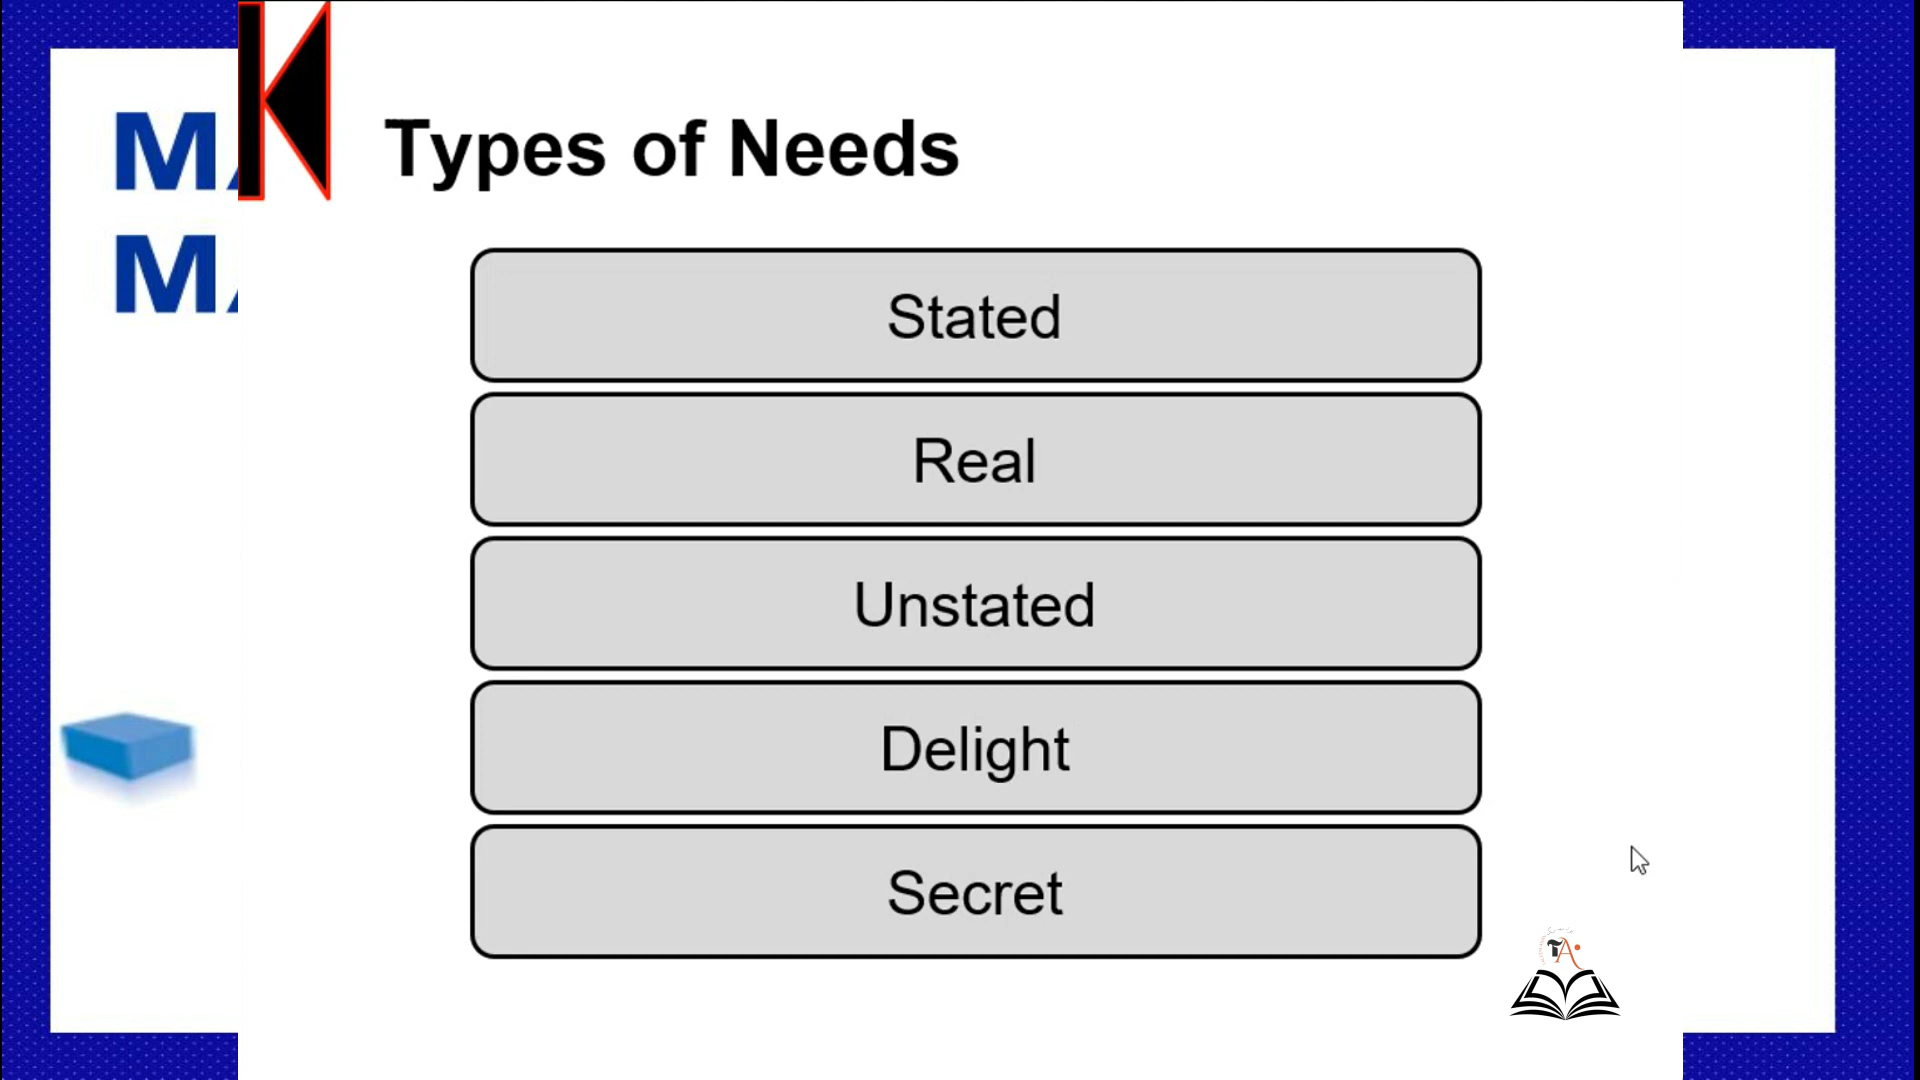 Types of Needs
Stated
Real
Unstated
Delight
Secret